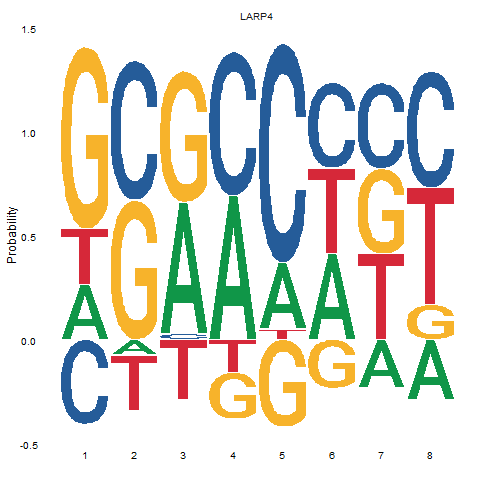 LARP4
1.5
1.0
0.5
0.0
-0.5
Probability
G C G C C C C C
T G A A A T G T
A A C T T A T G
C T T G G G A A
1 2 3 4 5 6 7 8